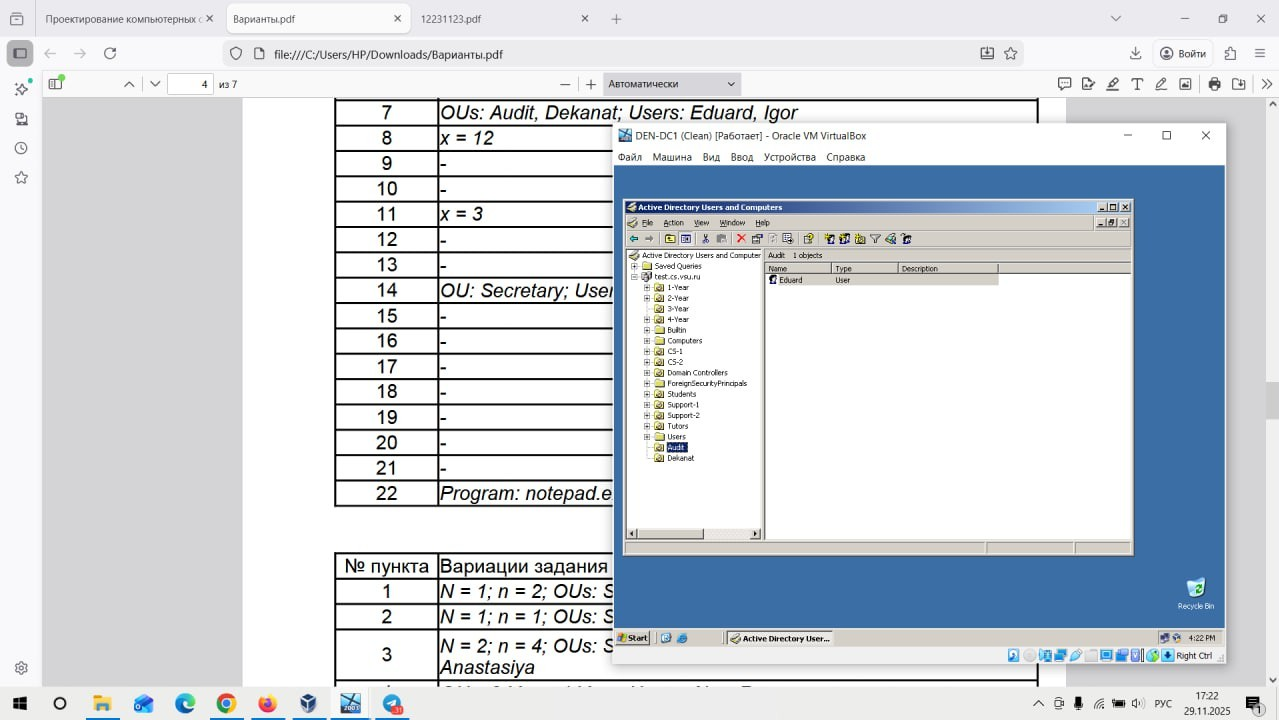 Проектирование компьютерных с
Варианты.pdf
12231123.pdf
file:///C:/Users/HP/Downloads/Варианты.pdf
Войти
4 из 7
Автоматически
7 OUs: Audit, Dekanat; Users: Eduard, Igor
8 x = 12
9 -
10 -
11 x = 3
12 -
13 -
14 OU: Secretary; User
15 -
16 -
17 -
18 -
19 -
20 -
21 -
22 Program: notepad.e
№ пункта Вариации задания
1 N = 1; n = 2; OUs: S
2 N = 1; n = 1; OUs: S
3 N = 2; n = 4; OUs: S
Anastasiya
DEN-DC1 (Clean) [Работает] - Oracle VM VirtualBox
Файл Машина Вид Ввод Устройства Справка
Active Directory Users and Computers
File Action View Window Help
Active Directory Users and Computer
Saved Queries
test.cs.vsu.ru
1-Year
2-Year
3-Year
4-Year
Builtin
Computers
CS-1
CS-2
Domain Controllers
ForeignSecurityPrincipals
Students
Support-1
Support-2
Tutors
Users
Audit
Dekanat
Audit 1 objects
Name Type Description
Eduard User
Recycle Bin
Start
Active Directory User...
4:22 PM
Right Ctrl
РУС
17:22
29.11.2025